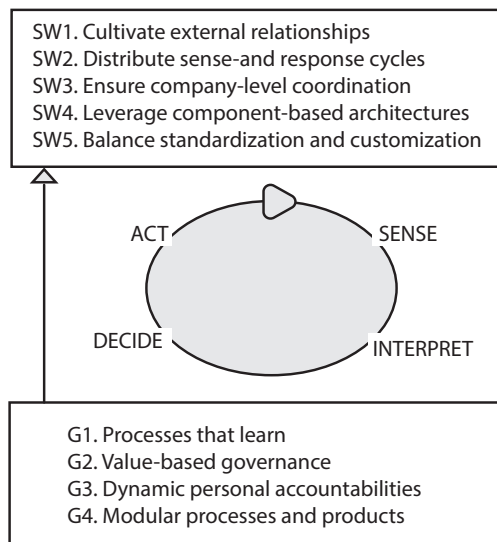 SW1. Cultivate external relationships
SW2. Distribute sense-and response cycles
SW3. Ensure company-level coordination
SW4. Leverage component-based architectures
SW5. Balance standardization and customization
ACT
SENSE
DECIDE
INTERPRET
G1. Processes that learn
G2. Value-based governance
G3. Dynamic personal accountabilities
G4. Modular processes and products